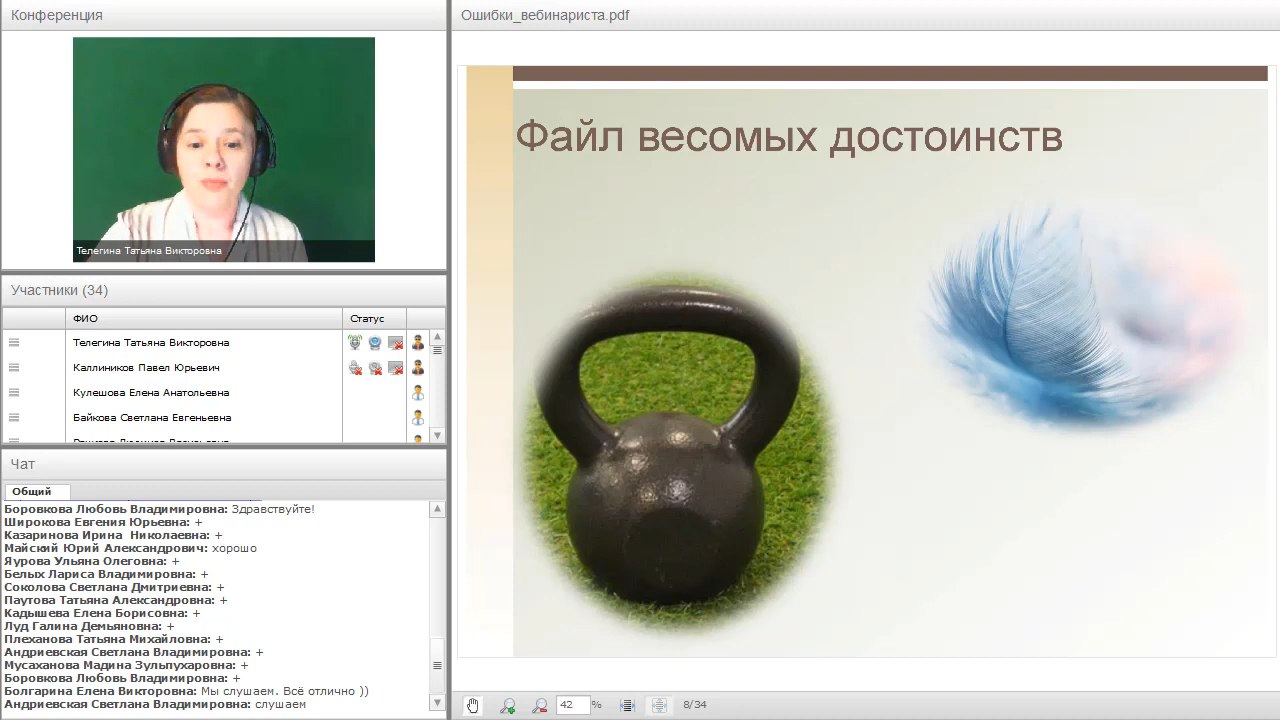 Конференция
Телегина Татьяна Викторовна
Участники (34)
ФИО Статус
Телегина Татьяна Викторовна
Каллиников Павел Юрьевич
Кулешова Елена Анатольевна
Байкова Светлана Евгеньевна
Чат
Общий
Боровкова Любовь Владимировна: Здравствуйте!
Широкова Евгения Юрьевна: +
Казаринова Ирина Николаевна: +
Майский Юрий Александрович: хорошо
Яурова Ульяна Олеговна: +
Белых Лариса Владимировна: +
Соколова Светлана Дмитриевна: +
Паутова Татьяна Александровна: +
Кадышева Елена Борисовна: +
Луд Галина Демьяновна: +
Плеханова Татьяна Михайловна: +
Андриевская Светлана Владимировна: +
Мусаханова Мадина Зульпухаровна: +
Боровкова Любовь Владимировна: +
Болгарина Елена Викторовна: Мы слушаем. Всё отлично ))
Андриевская Светлана Владимировна: слушаем
Ошибки_вебинариста.pdf
Файл весомых достоинств
42 % 8/34